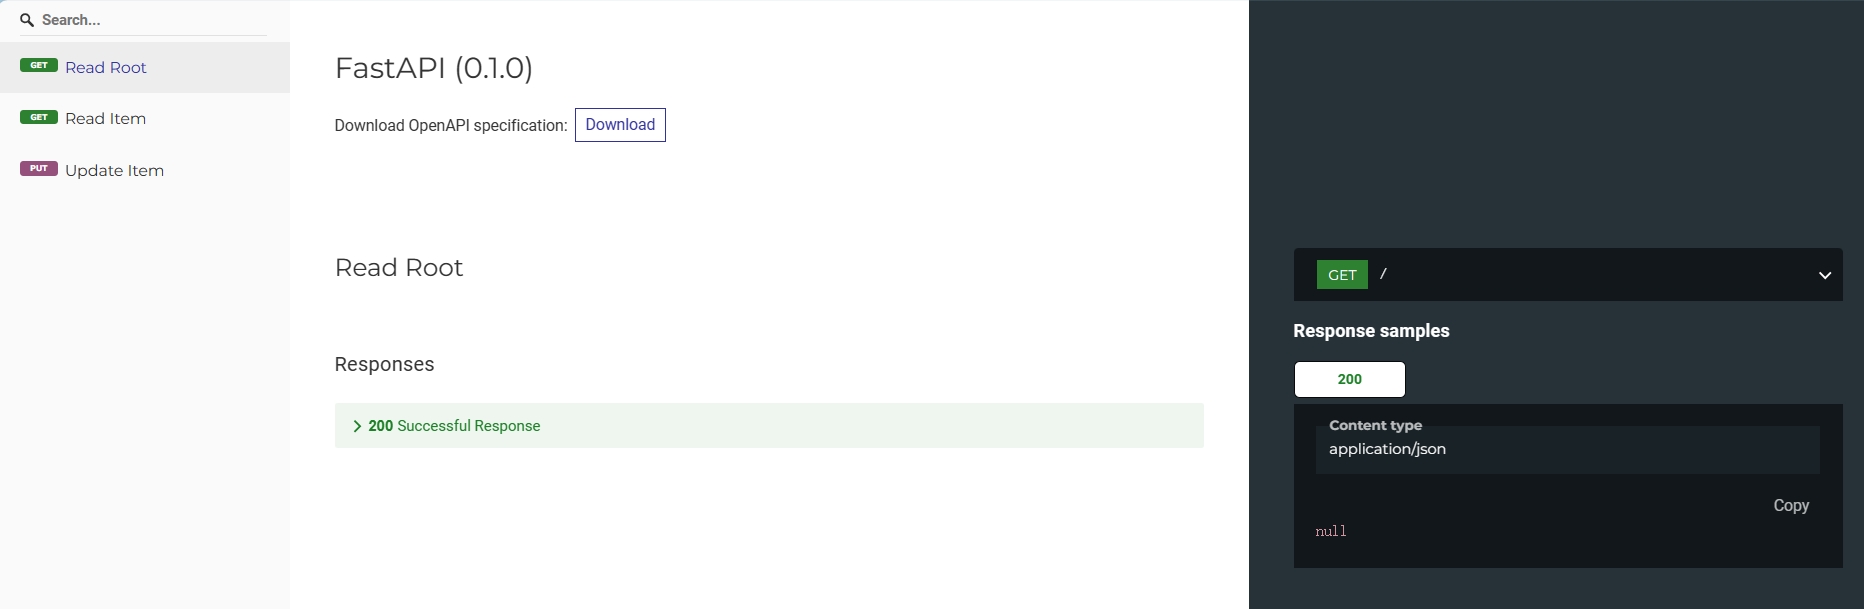 Search...
GET Read Root
GET Read Item
PUT Update Item
FastAPI (0.1.0)
Download OpenAPI specification: Download
Read Root
Responses
200 Successful Response
GET /
Response samples
200
Content type
application/json
Copy
null